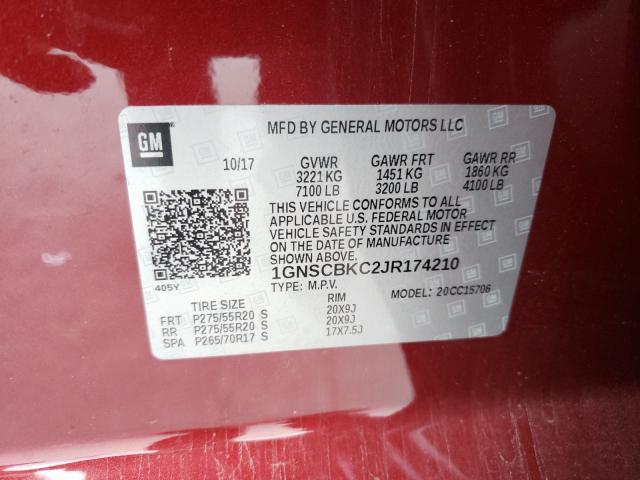 GM
MFD BY GENERAL MOTORS LLC
10/17 GVWR GAWR FRT GAWR RR
3221 KG 1451 KG 1860 KG
7100 LB 3200 LB 4100 LB
THIS VEHICLE CONFORMS TO ALL
APPLICABLE U.S. FEDERAL MOTOR
VEHICLE SAFETY STANDARDS IN EFFECT
ON THE DATE OF MANUFACTURE
SHOWN ABOVE.
1GNSCBKC2JR174210
405Y
TYPE: M.P.V. MODEL: 20CC15706
TIRE SIZE RIM
FRT P275/55R20 S 20X9J
RR P275/55R20 S 20X9J
SPA P265/70R17 S 17X7.5J